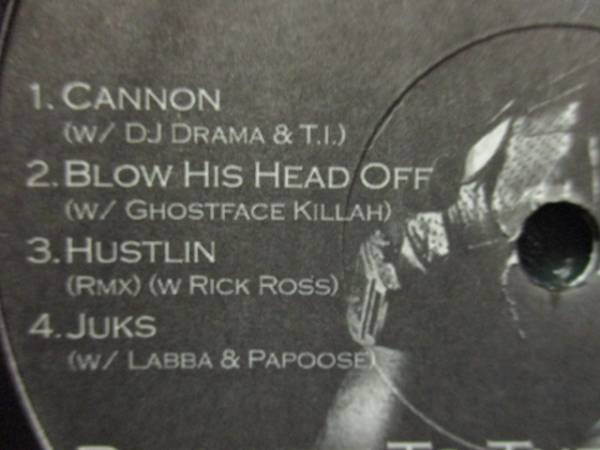 1. CANNON
(W/ DJ DRAMA & T.I.)
2. BLOW HIS HEAD OFF
(W/ GHOSTFACE KILLAH)
3. HUSTLIN
(RMX) (W RICK ROSS)
4. JUKS
(W/ LABBA & PAPOOSE)